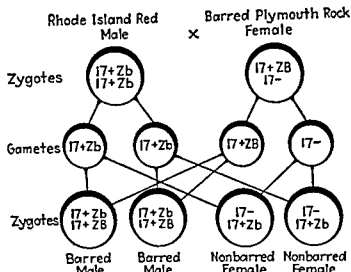 Rhode Island Red
Male
×
Barred Plymouth Rock
Female
Zygotes
17+Zb
17+Zb
17+ZB
17-
Gametes
17+Zb
17+Zb
17+ZB
17-
Zygotes
17+Zb
17+ZB
17+Zb
17+ZB
17-
17+Zb
17-
17+Zb
Barred
Male
Barred
Male
Nonbarred
Female
Nonbarred
Female